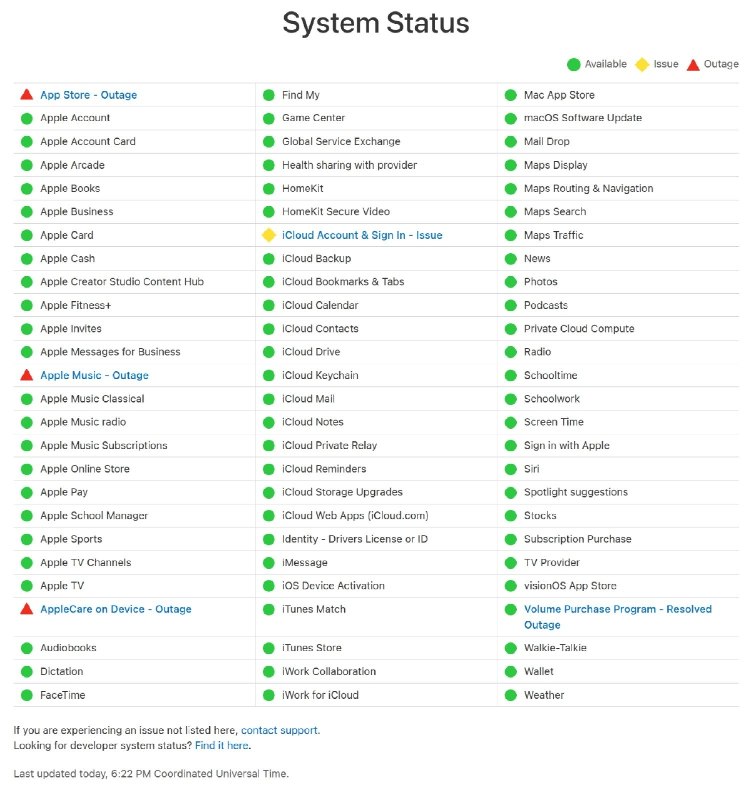 System Status
Available Issue Outage
App Store - Outage
Apple Account
Apple Account Card
Apple Arcade
Apple Books
Apple Business
Apple Card
Apple Cash
Apple Creator Studio Content Hub
Apple Fitness+
Apple Invites
Apple Messages for Business
Apple Music - Outage
Apple Music Classical
Apple Music radio
Apple Music Subscriptions
Apple Online Store
Apple Pay
Apple School Manager
Apple Sports
Apple TV Channels
Apple TV
AppleCare on Device - Outage
Audiobooks
Dictation
FaceTime
Find My
Game Center
Global Service Exchange
Health sharing with provider
HomeKit
HomeKit Secure Video
iCloud Account & Sign In - Issue
iCloud Backup
iCloud Bookmarks & Tabs
iCloud Calendar
iCloud Contacts
iCloud Drive
iCloud Keychain
iCloud Mail
iCloud Notes
iCloud Private Relay
iCloud Reminders
iCloud Storage Upgrades
iCloud Web Apps (iCloud.com)
Identity - Drivers License or ID
iMessage
iOS Device Activation
iTunes Match
iTunes Store
iWork Collaboration
iWork for iCloud
Mac App Store
macOS Software Update
Mail Drop
Maps Display
Maps Routing & Navigation
Maps Search
Maps Traffic
News
Photos
Podcasts
Private Cloud Compute
Radio
Schooltime
Schoolwork
Screen Time
Sign in with Apple
Siri
Spotlight suggestions
Stocks
Subscription Purchase
TV Provider
visionOS App Store
Volume Purchase Program - Resolved
Outage
Walkie-Talkie
Wallet
Weather
If you are experiencing an issue not listed here, contact support.
Looking for developer system status? Find it here.
Last updated today, 6:22 PM Coordinated Universal Time.